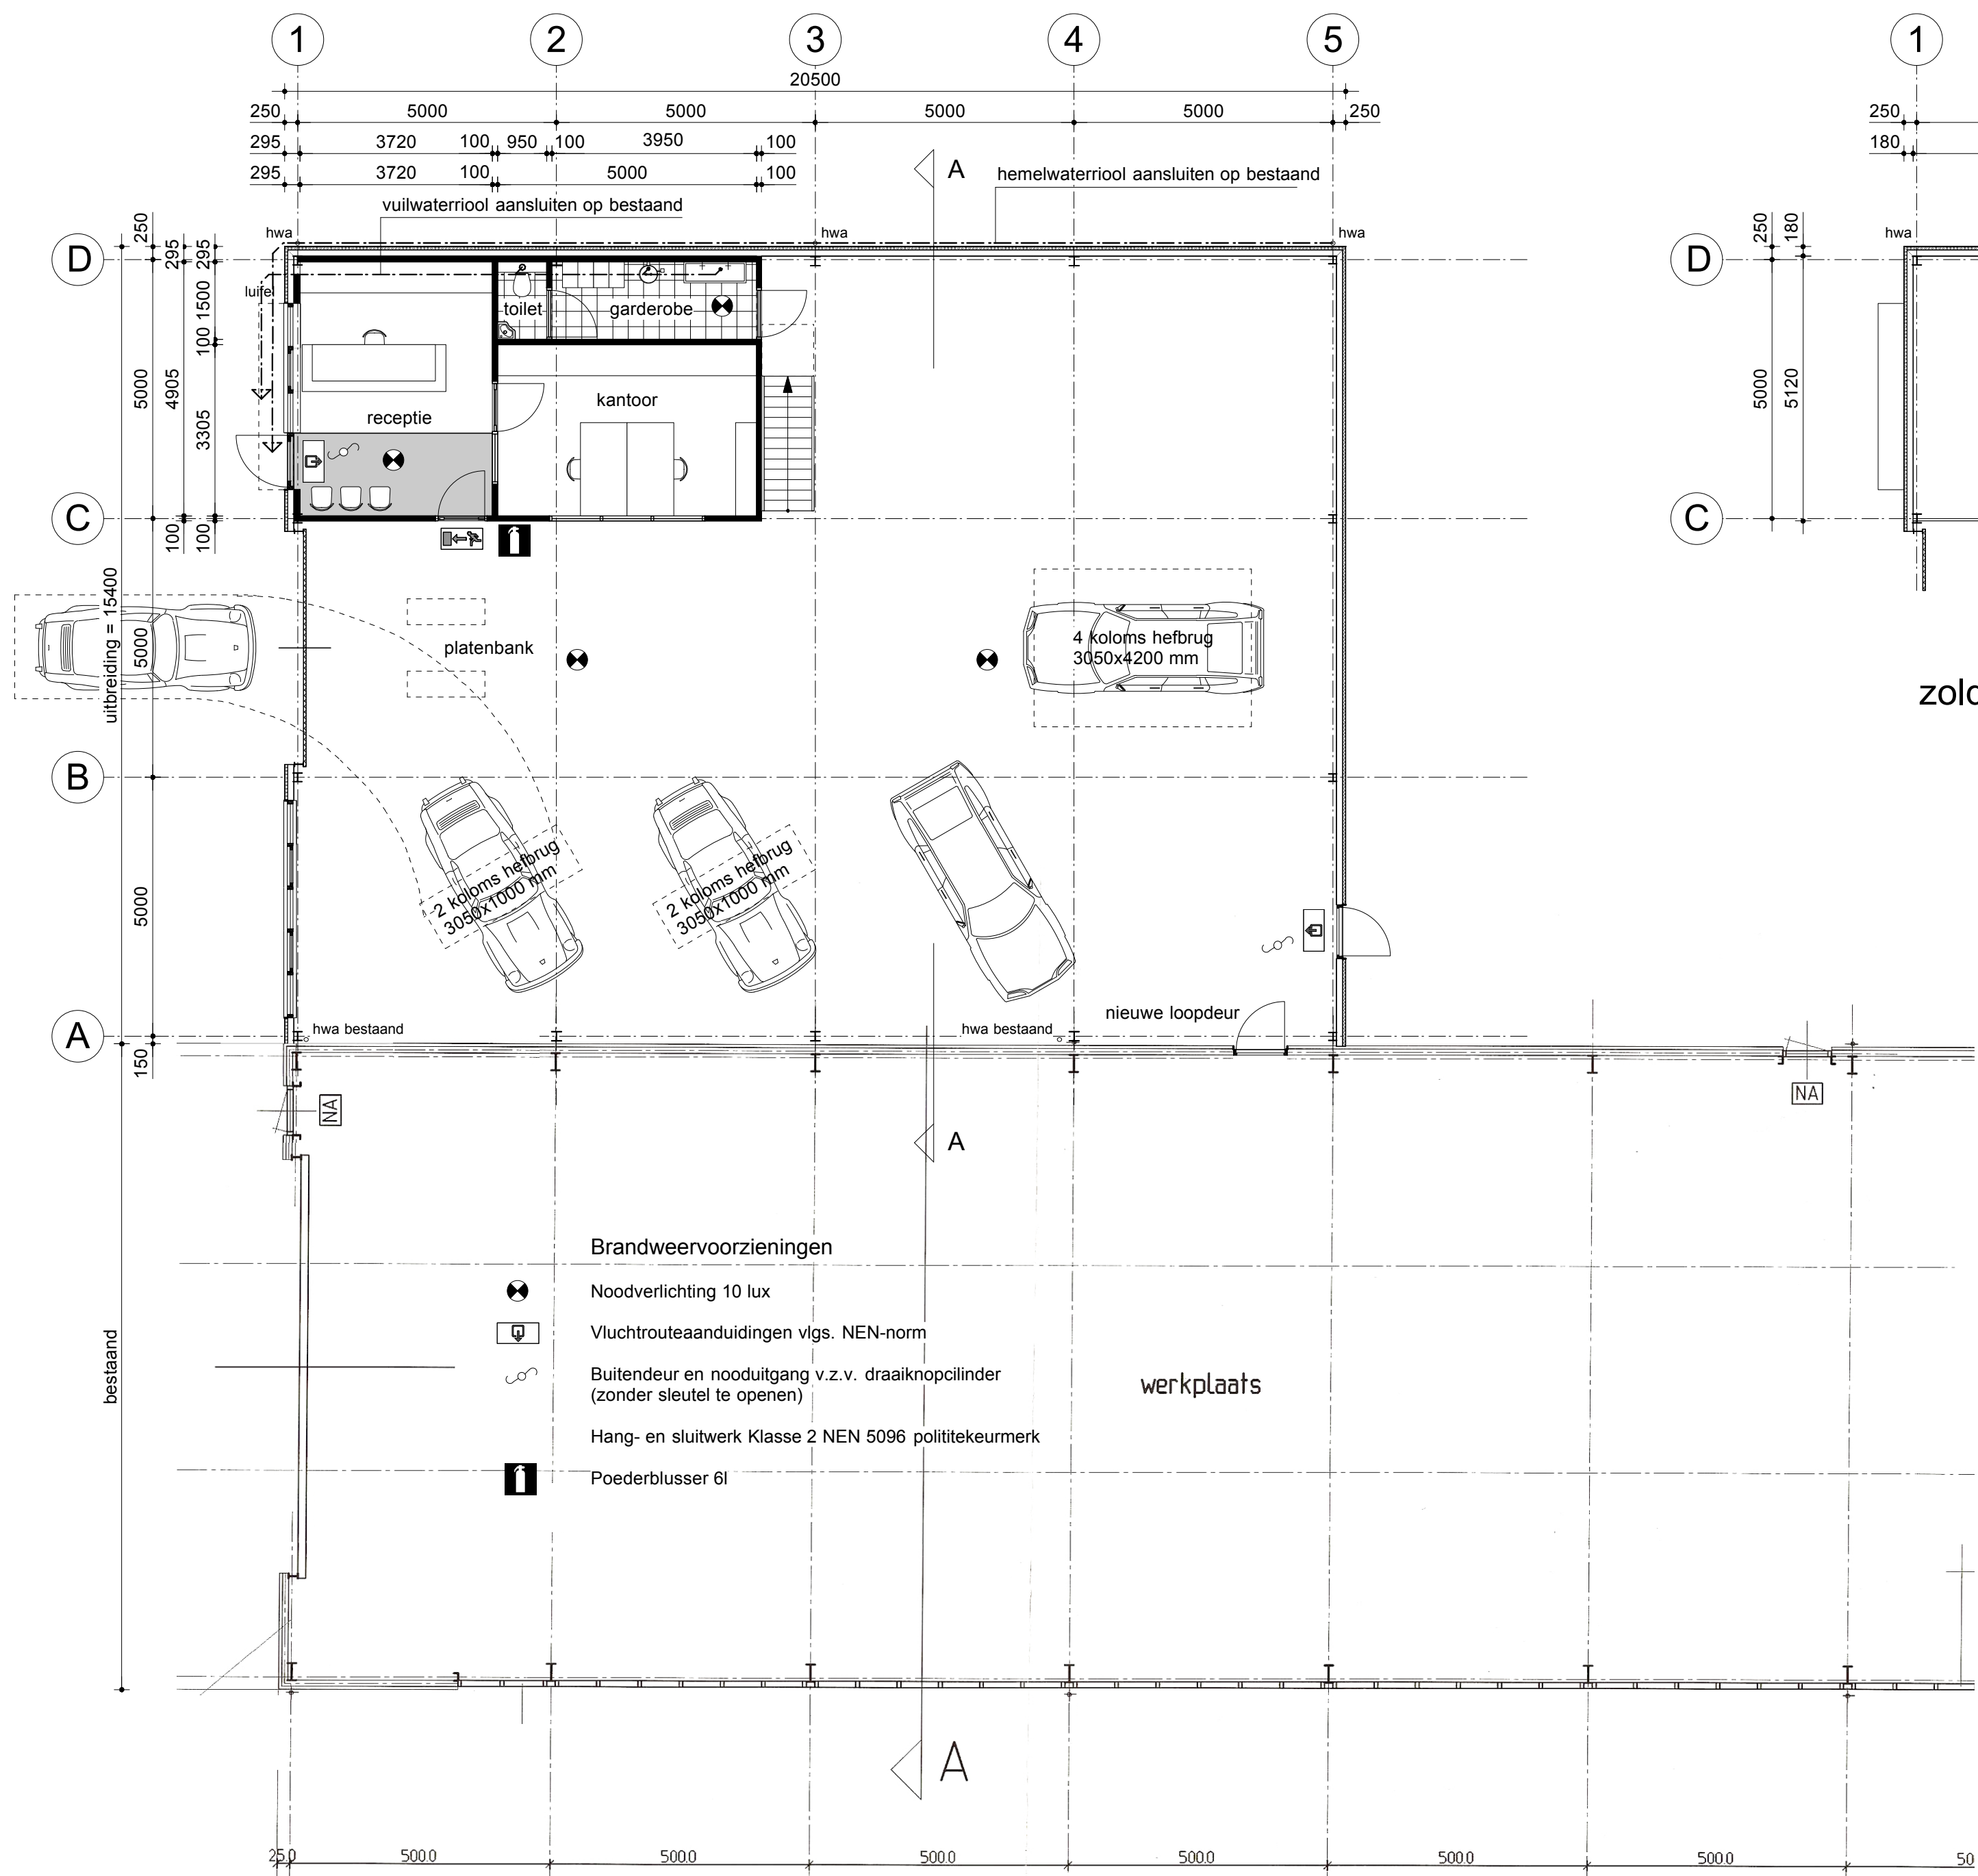 1 2 3 4 5 1
20500
250 5000 5000 5000 5000 250 250
295 3720 100 950 100 3950 100 180
295 3720 100 5000 100
A
hemelwaterriool aansluiten op bestaand
vuilwaterriool aansluiten op bestaand
hwa hwa hwa hwa
D D
250 295 295 250 180
luifel
toilet garderobe
1500
100
5000 4905 3305 5000 5120
kantoor
receptie
C C
100 100
uitbreiding = 15400
5000
platenbank
4 koloms hefbrug
3050x4200 mm
B
2 koloms hefbrug
3050x1000 mm
2 koloms hefbrug
3050x1000 mm
5000
nieuwe loopdeur
hwa bestaand hwa bestaand
A
150
NA NA
A
Brandweervoorzieningen
Noodverlichting 10 lux
Vluchtrouteaanduidingen vlgs. NEN-norm
Buitendeur en nooduitgang v.z.v. draaiknopcilinder
(zonder sleutel te openen)
Hang- en sluitwerk Klasse 2 NEN 5096 polititekeurmerk
Poederblusser 6l
bestaand
werkplaats
A
25.0 500.0 500.0 500.0 500.0 500.0 500.0